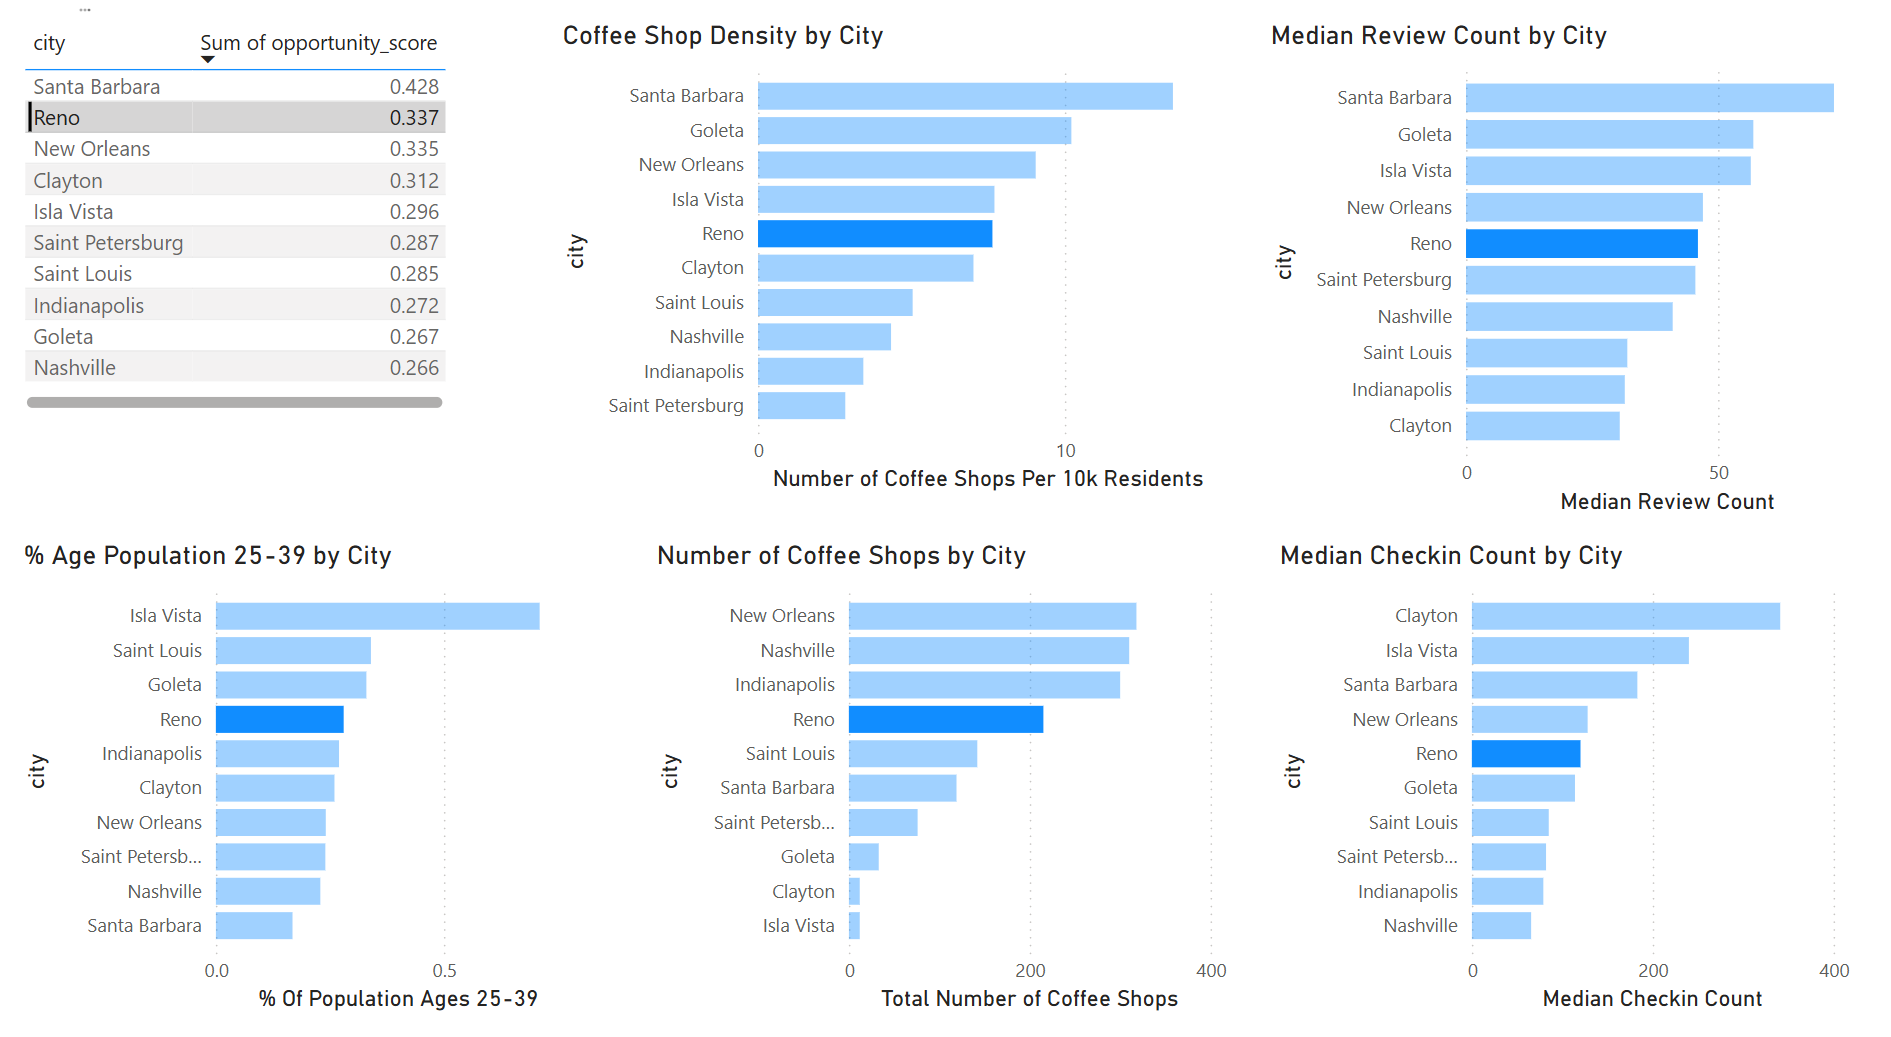 city Sum of opportunity_score
Santa Barbara 0.428
Reno 0.337
New Orleans 0.335
Clayton 0.312
Isla Vista 0.296
Saint Petersburg 0.287
Saint Louis 0.285
Indianapolis 0.272
Goleta 0.267
Nashville 0.266
Coffee Shop Density by City
city
Santa Barbara
Goleta
New Orleans
Isla Vista
Reno
Clayton
Saint Louis
Nashville
Indianapolis
Saint Petersburg
0 10
Number of Coffee Shops Per 10k Residents
Median Review Count by City
city
Santa Barbara
Goleta
Isla Vista
New Orleans
Reno
Saint Petersburg
Nashville
Saint Louis
Indianapolis
Clayton
0 50
Median Review Count
% Age Population 25-39 by City
city
Isla Vista
Saint Louis
Goleta
Reno
Indianapolis
Clayton
New Orleans
Saint Petersb...
Nashville
Santa Barbara
0.0 0.5
% Of Population Ages 25-39
Number of Coffee Shops by City
city
New Orleans
Nashville
Indianapolis
Reno
Saint Louis
Santa Barbara
Saint Petersb...
Goleta
Clayton
Isla Vista
0 200 400
Total Number of Coffee Shops
Median Checkin Count by City
city
Clayton
Isla Vista
Santa Barbara
New Orleans
Reno
Goleta
Saint Louis
Saint Petersb...
Indianapolis
Nashville
0 200 400
Median Checkin Count